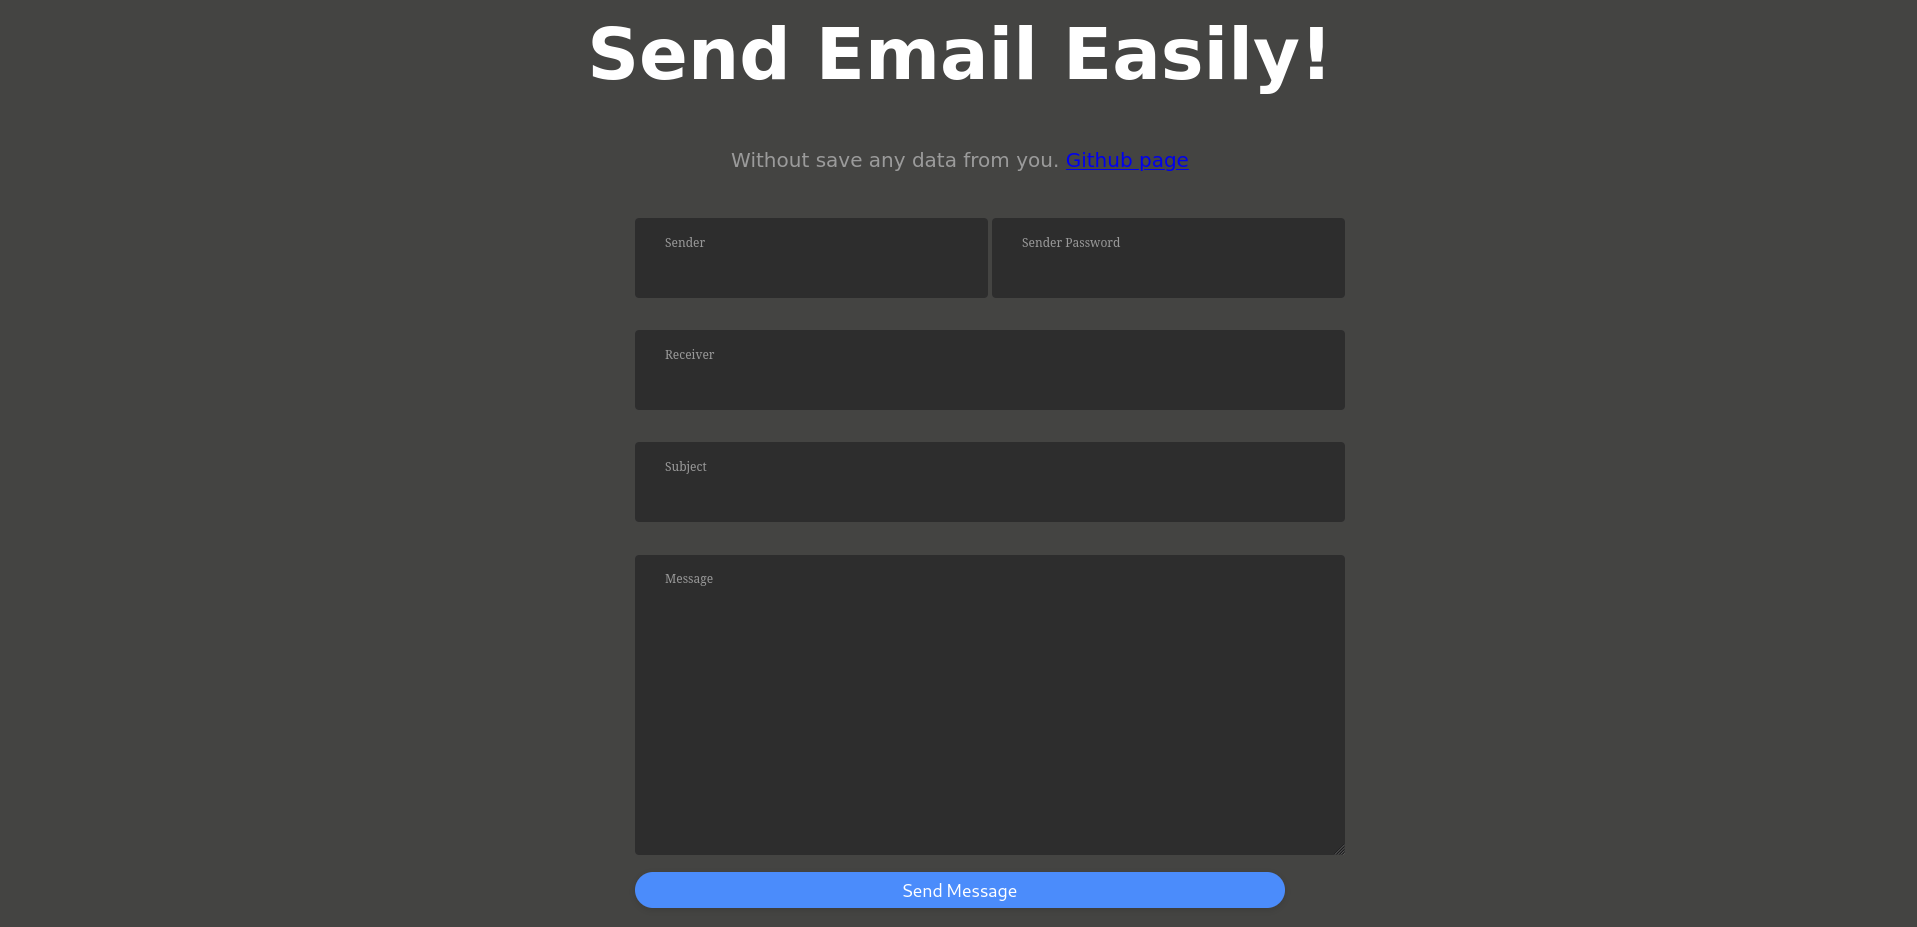 Send Email Easily!
Without save any data from you. Github page
Sender
Sender Password
Receiver
Subject
Message
Send Message